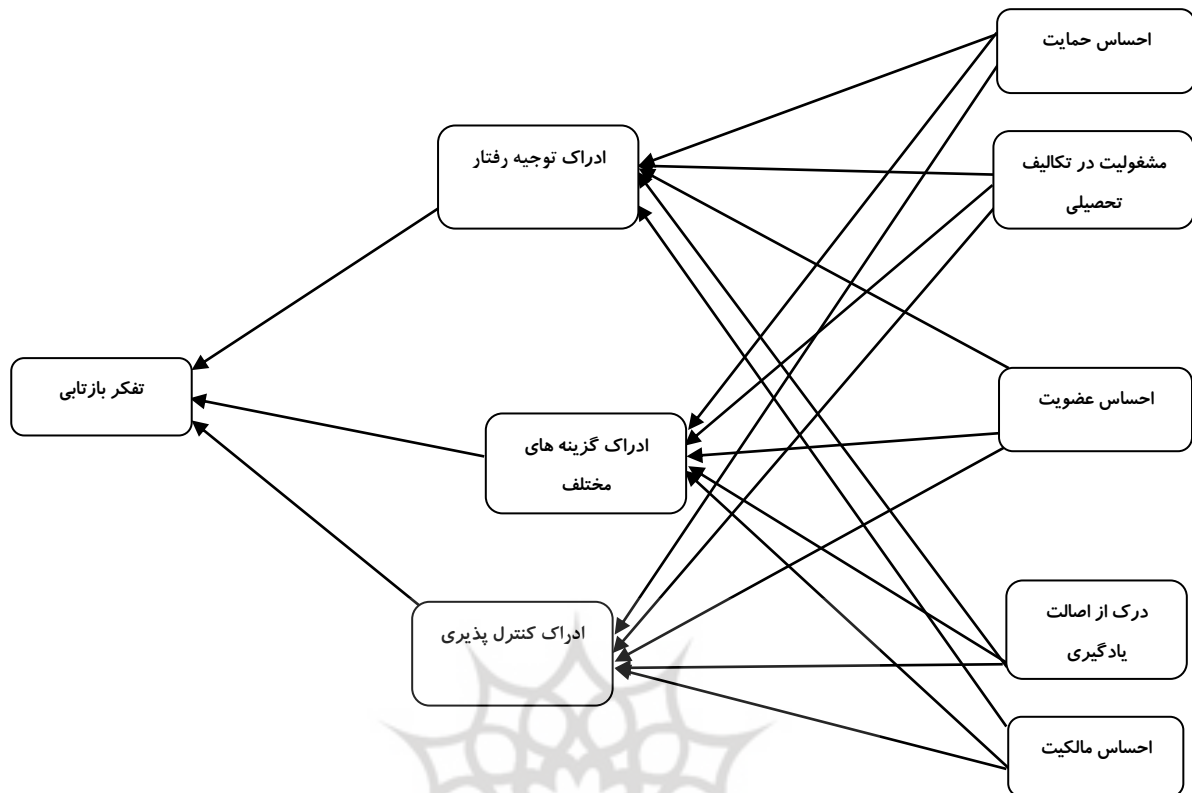 احساس حمایت
مشغولیت در تکالیف
تحصیلی
احساس عضویت
درک از اصالت
یادگیری
احساس مالکیت
ادراک توجیه رفتار
ادراک گزینه های
مختلف
ادراک کنترل پذیری
تفکر بازتابی